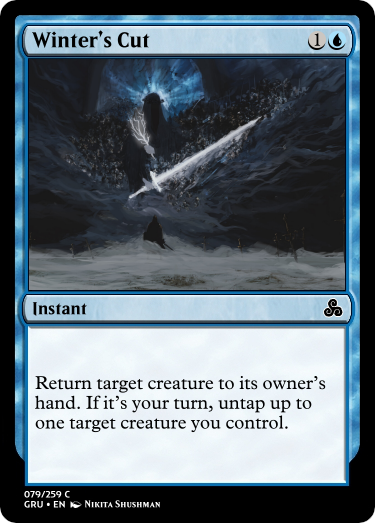 Winter's Cut 1
Instant
Return target creature to its owner's
hand. If it's your turn, untap up to
one target creature you control.
079/259 C
GRU • EN Nikita Shushman